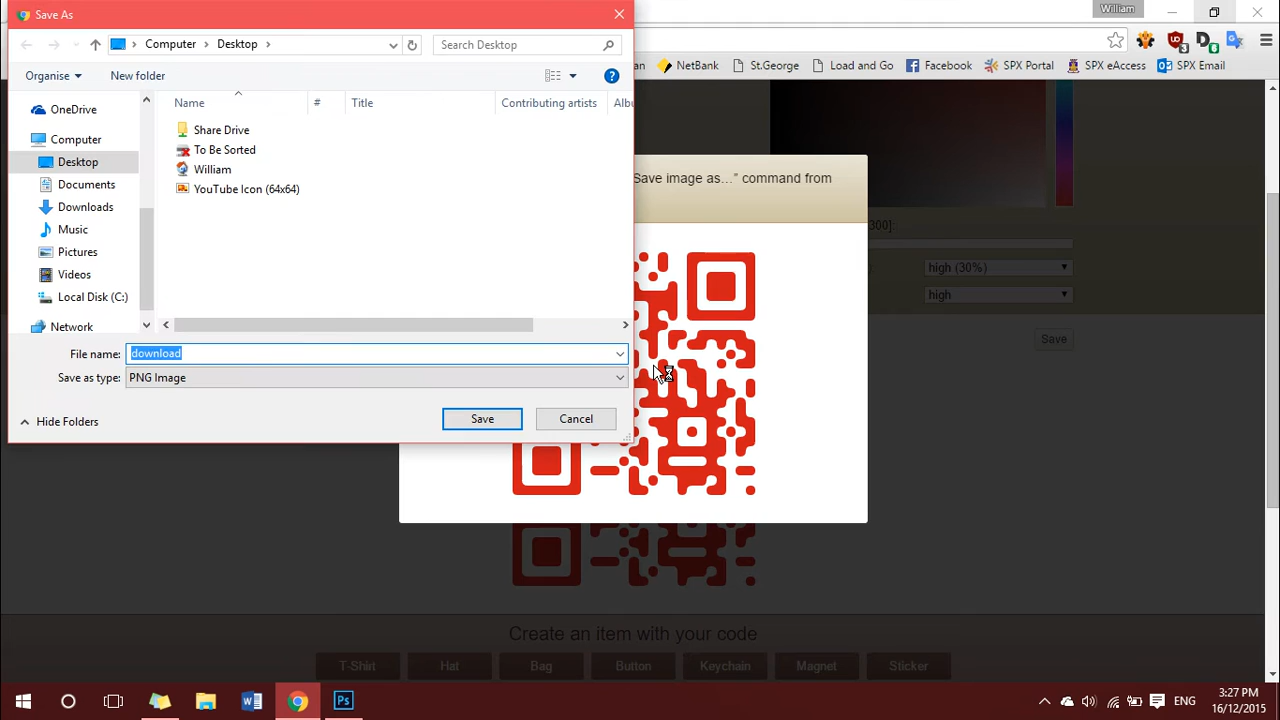 Save As
William
Computer
Desktop
Search Desktop
NetBank
St.George
Load and Go
Facebook
SPX Portal
SPX eAccess
SPX Email
Organise
New folder
Name
#
Title
Contributing artists
Albu
OneDrive
Computer
Desktop
Documents
Downloads
Music
Pictures
Videos
Local Disk (C:)
Network
Share Drive
To Be Sorted
William
YouTube Icon (64x64)
Save image as…" command from
300]:
high (30%)
high
Save
File name:
download
Save as type:
PNG Image
Hide Folders
Save
Cancel
Create an item with your code
T-Shirt
Hat
Bag
Button
Keychain
Magnet
Sticker
W
Ps
ENG
3:27 PM
16/12/2015